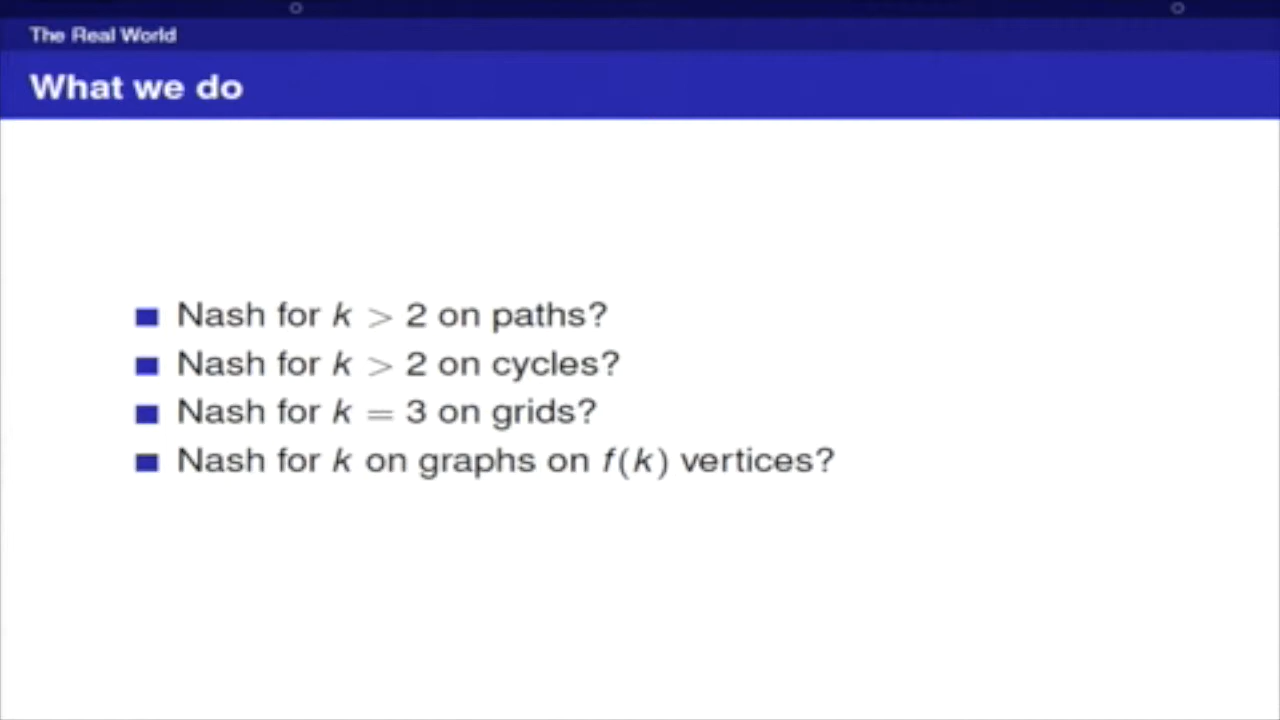 The Real World
What we do
Nash for k > 2 on paths?
Nash for k > 2 on cycles?
Nash for k = 3 on grids?
Nash for k on graphs on f(k) vertices?